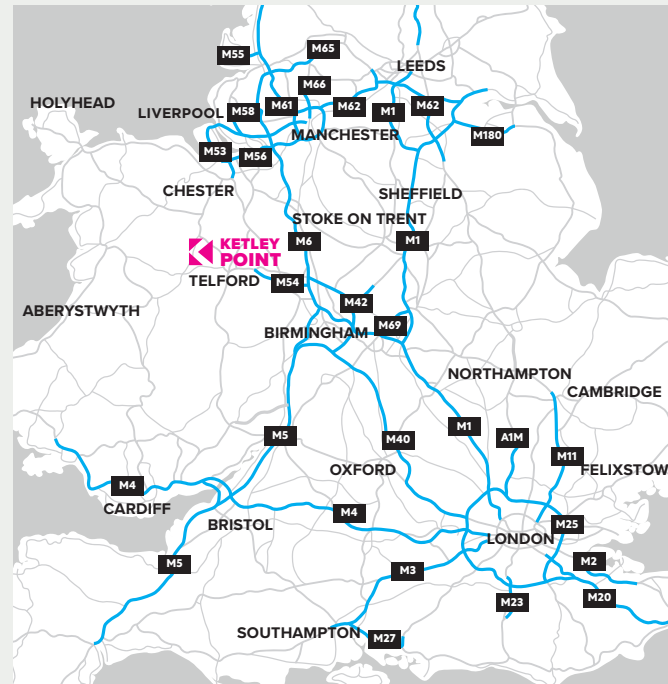 M65
M55
LEEDS
M66
HOLYHEAD
LIVERPOOL
M58
M61
M62
M1
M62
MANCHESTER
M180
M53
M56
CHESTER
SHEFFIELD
STOKE ON TRENT
KETLEY
POINT
M6
M1
TELFORD
M54
M42
ABERYSTWYTH
BIRMINGHAM
M69
NORTHAMPTON
CAMBRIDGE
M5
M40
M1
A1M
M11
OXFORD
FELIXSTOW
M4
CARDIFF
M4
BRISTOL
M25
LONDON
M5
M3
M2
M23
M20
SOUTHAMPTON
M27